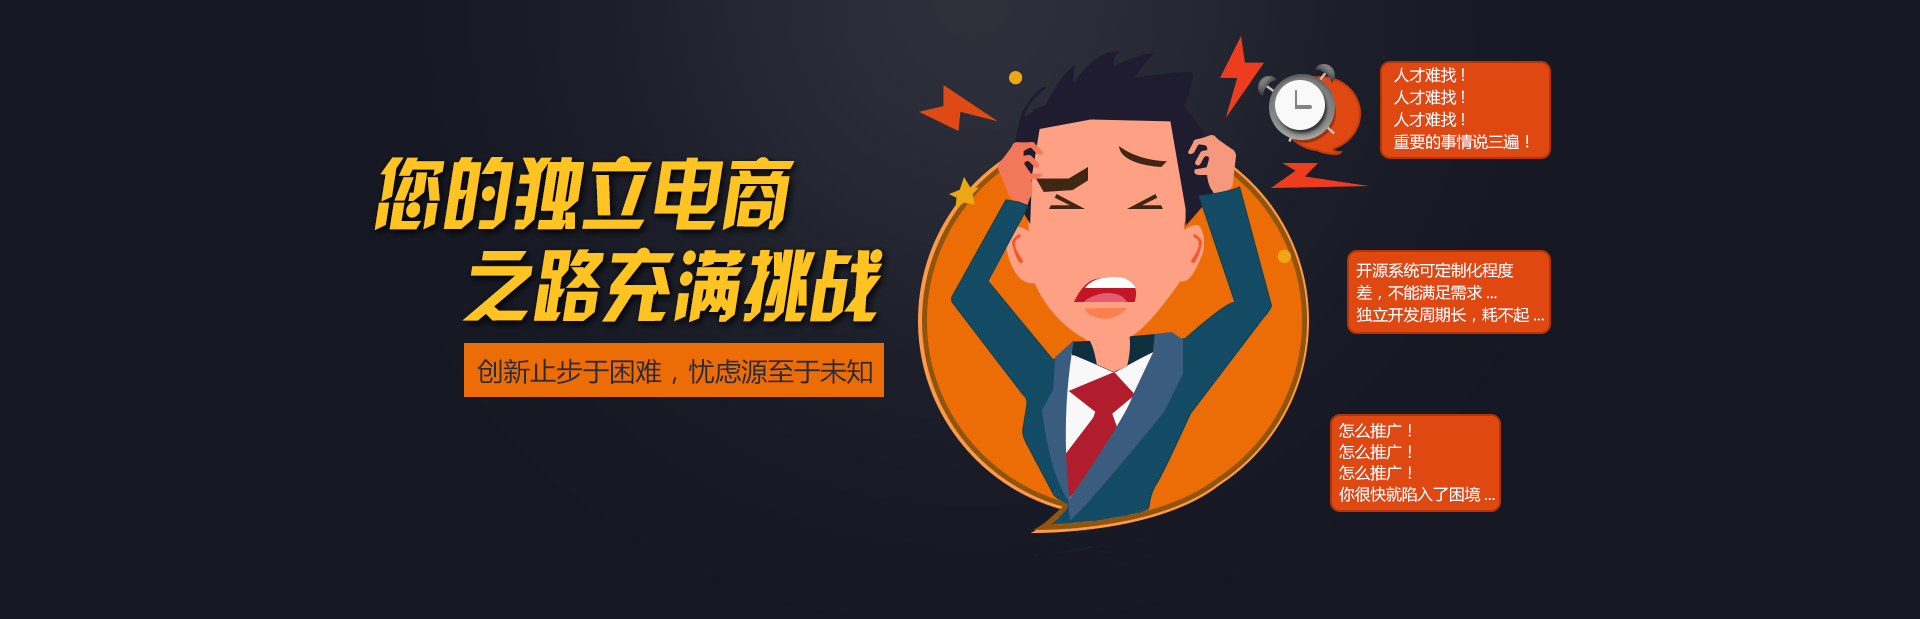 您的独立电商
之路充满挑战
创新止步于困难，忧虑源至于未知
人才难找！
人才难找！
人才难找！
重要的事情说三遍！
开源系统可定制化程度
差，不能满足需求...
独立开发周期长，耗不起...
怎么推广！
怎么推广！
怎么推广！
你很快就陷入了困境...